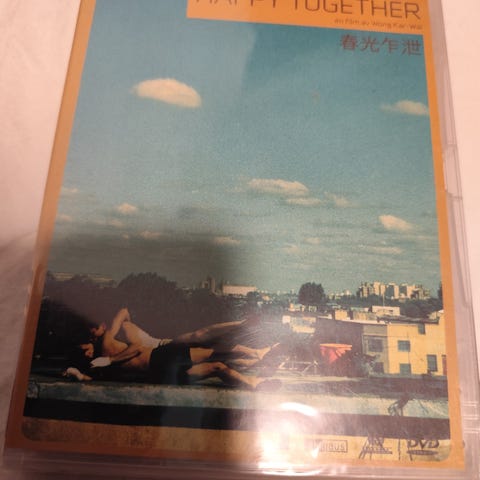 HAPPY TOGETHER
en film av Wong Kar-Wai
春光乍泄
DVD